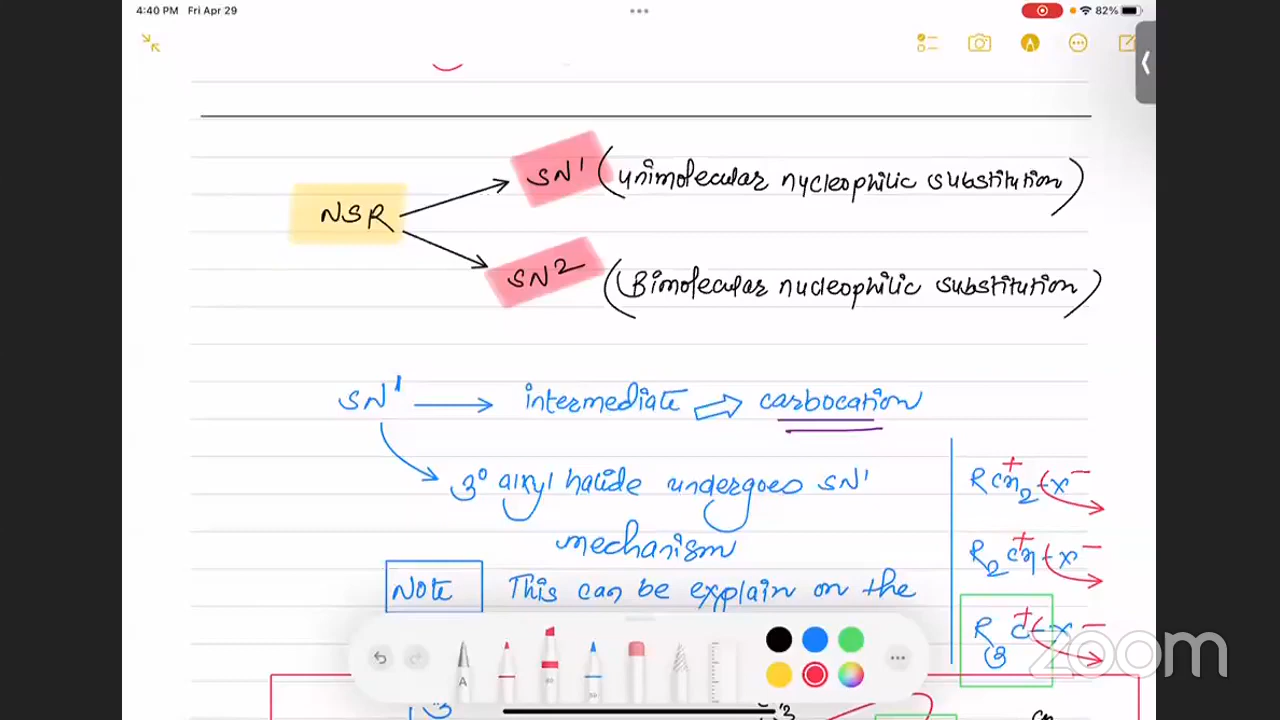 4:40 PM Fri Apr 29
82%
SN1 (unimolecular nucleophilic substitution)
NSR
SN2 (Bimolecular nucleophilic substitution)
SN1 → intermediate ⇒ carbocation
3° alkyl halide undergoes SN1
mechanism
Note This can be explain on the
RCH2+ -X-
R2CH+ -X-
R3C+ -X-
zoom